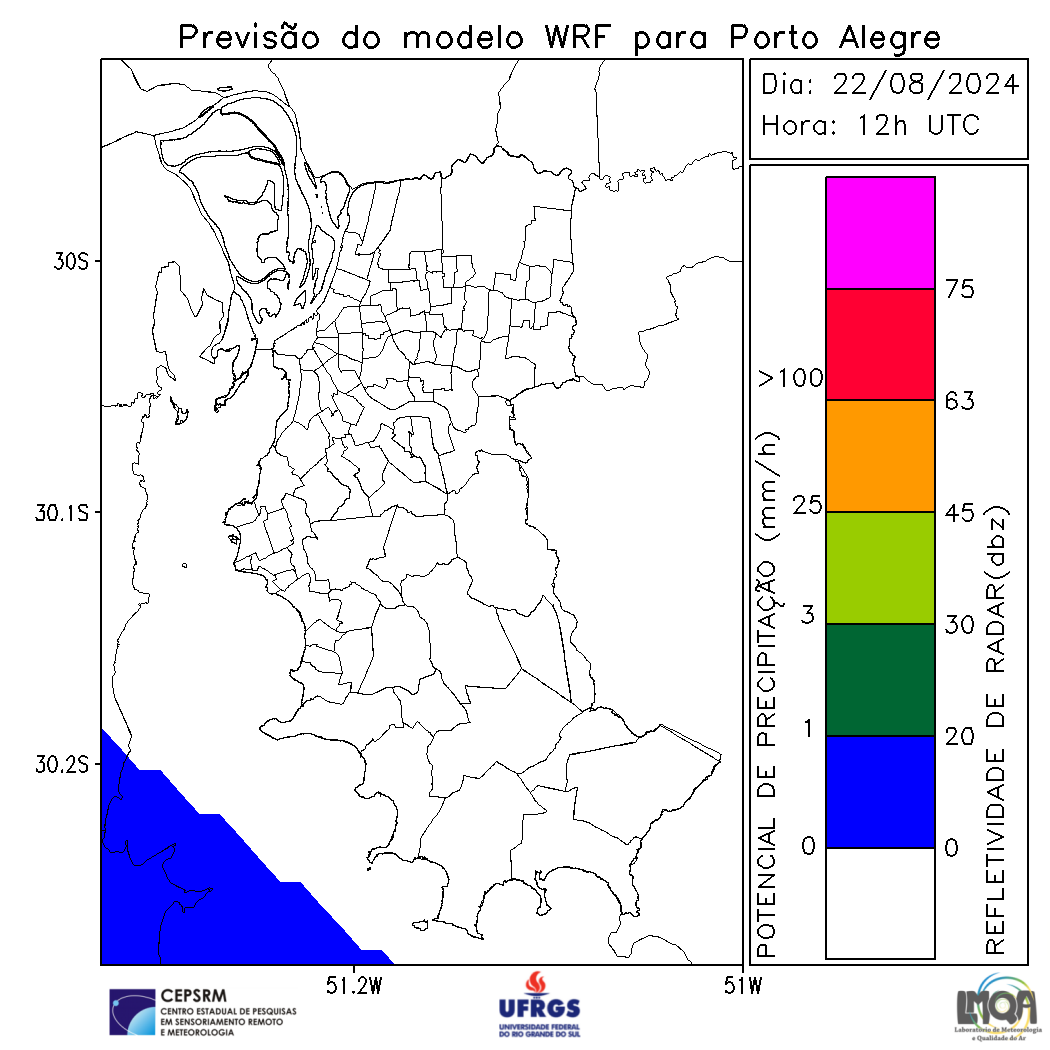 Previsão do modelo WRF para Porto Alegre
Dia: 22/08/2024
Hora: 12h UTC
30S
30.1S
30.2S
51.2W
51W
POTENCIAL DE PRECIPITAÇÃO (mm/h)
>100
25
3
1
0
75
63
45
30
20
0
REFLETIVIDADE DE RADAR(dbz)
CEPSRM
CENTRO ESTADUAL DE PESQUISAS
EM SENSORIAMENTO REMOTO
E METEOROLOGIA
UFRGS
UNIVERSIDADE FEDERAL
DO RIO GRANDE DO SUL
LMQA
Laboratório de Meteorologia
e Qualidade do Ar